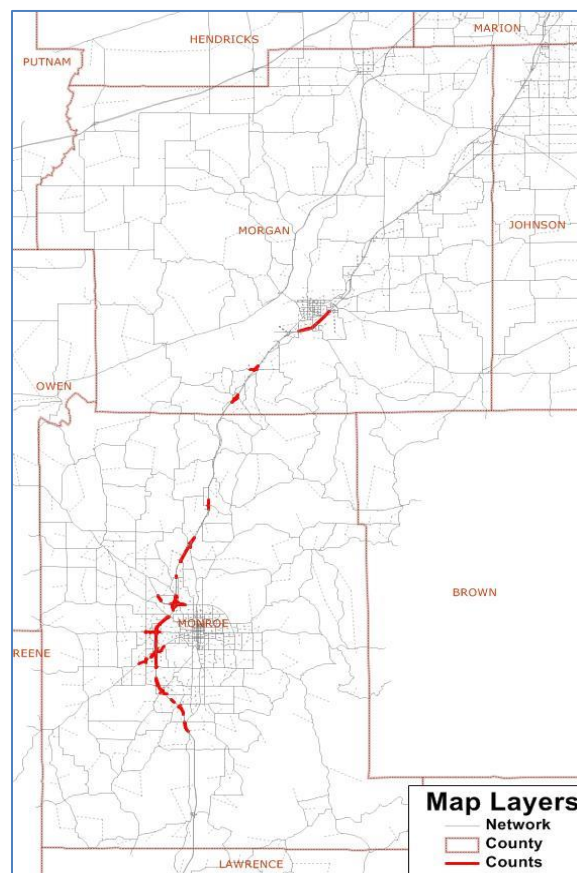 HENDRICKS
MARION
PUTNAM
MORGAN
JOHNSON
OWEN
BROWN
MONROE
REENE
LAWRENCE
Map Layers
Network
County
Counts